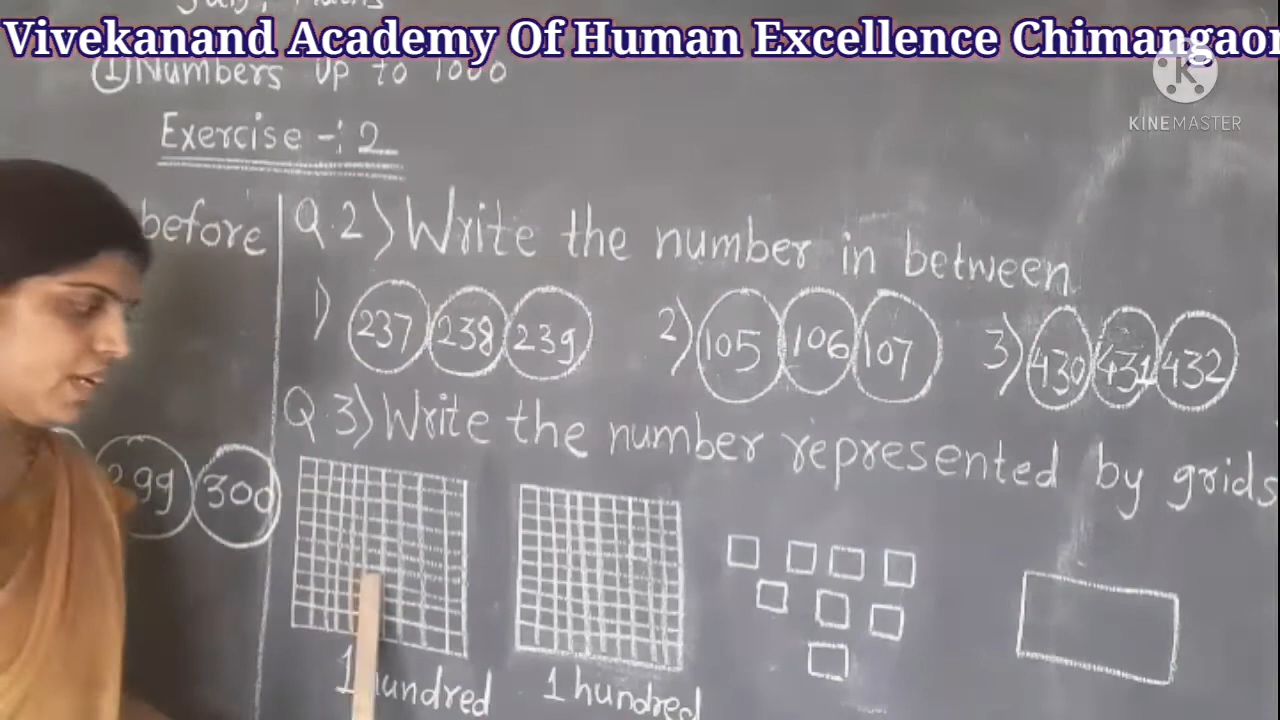 Vivekanand Academy Of Human Excellence Chimangaon
KINEMASTER
① Numbers up to 1000
Exercise -: 2
before
Q.2) Write the number in between
1) 237 238 239 2) 105 106 107 3) 430 431 432
Q.3) Write the number represented by grids
299 300
1 hundred 1 hundred